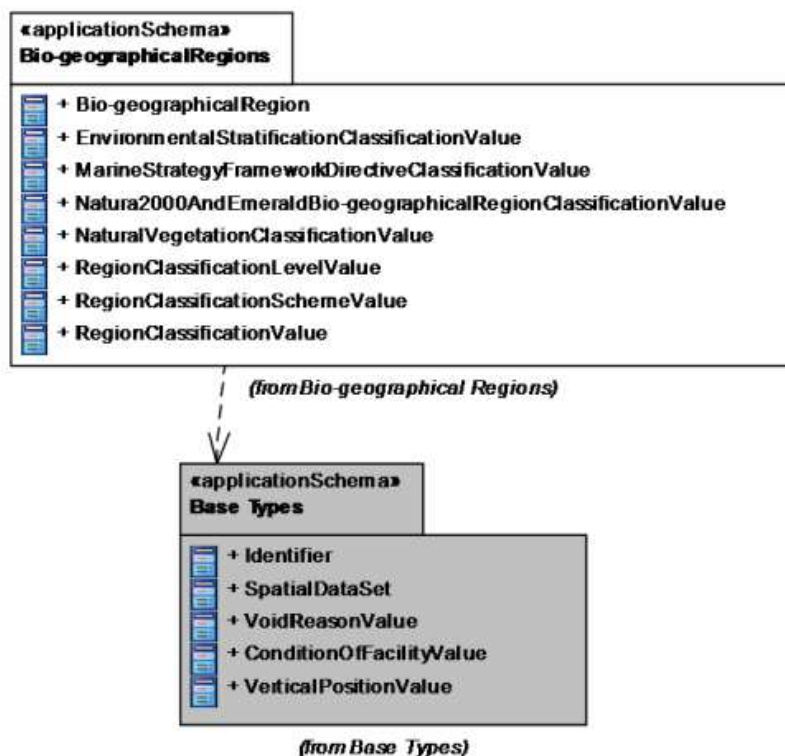 «applicationSchema»
Bio-geographicalRegions
+ Bio-geographicalRegion
+ EnvironmentalStratificationClassificationValue
+ MarineStrategyFrameworkDirectiveClassificationValue
+ Natura2000AndEmeraldBio-geographicalRegionClassificationValue
+ NaturalVegetationClassificationValue
+ RegionClassificationLevelValue
+ RegionClassificationSchemeValue
+ RegionClassificationValue
(from Bio-geographical Regions)
«applicationSchema»
Base Types
+ Identifier
+ SpatialDataSet
+ VoidReasonValue
+ ConditionOfFacilityValue
+ VerticalPositionValue
(from Base Types)